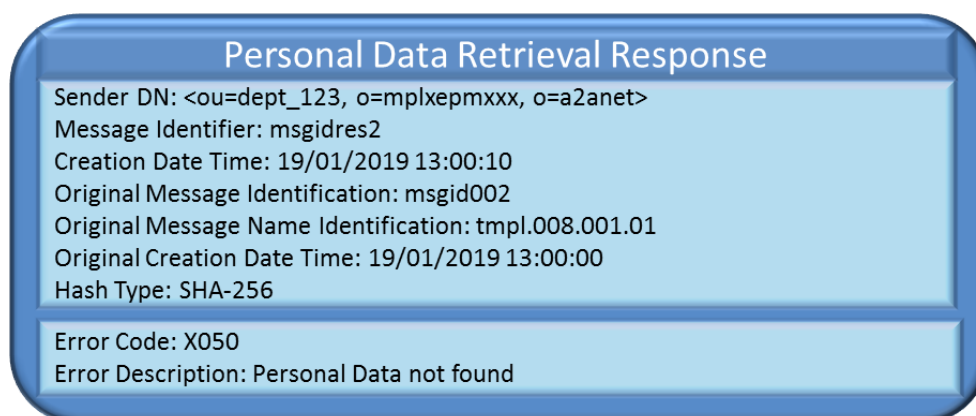 Personal Data Retrieval Response
Sender DN: <ou=dept_123, o=mplxepmxxx, o=a2anet>
Message Identifier: msgidres2
Creation Date Time: 19/01/2019 13:00:10
Original Message Identification: msgid002
Original Message Name Identification: tmpl.008.001.01
Original Creation Date Time: 19/01/2019 13:00:00
Hash Type: SHA-256
Error Code: X050
Error Description: Personal Data not found